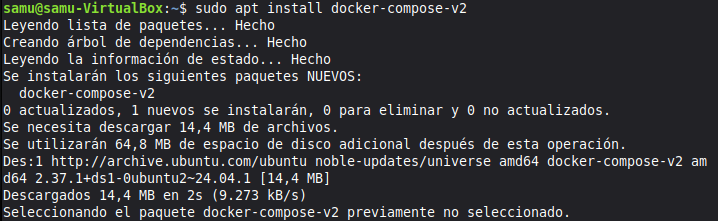 samu@samu-VirtualBox:~$ sudo apt install docker-compose-v2
Leyendo lista de paquetes... Hecho
Creando árbol de dependencias... Hecho
Leyendo la información de estado... Hecho
Se instalarán los siguientes paquetes NUEVOS:
  docker-compose-v2
0 actualizados, 1 nuevos se instalarán, 0 para eliminar y 0 no actualizados.
Se necesita descargar 14,4 MB de archivos.
Se utilizarán 64,8 MB de espacio de disco adicional después de esta operación.
Des:1 http://archive.ubuntu.com/ubuntu noble-updates/universe amd64 docker-compose-v2 am
d64 2.37.1+ds1-0ubuntu2~24.04.1 [14,4 MB]
Descargados 14,4 MB en 2s (9.273 kB/s)
Seleccionando el paquete docker-compose-v2 previamente no seleccionado.